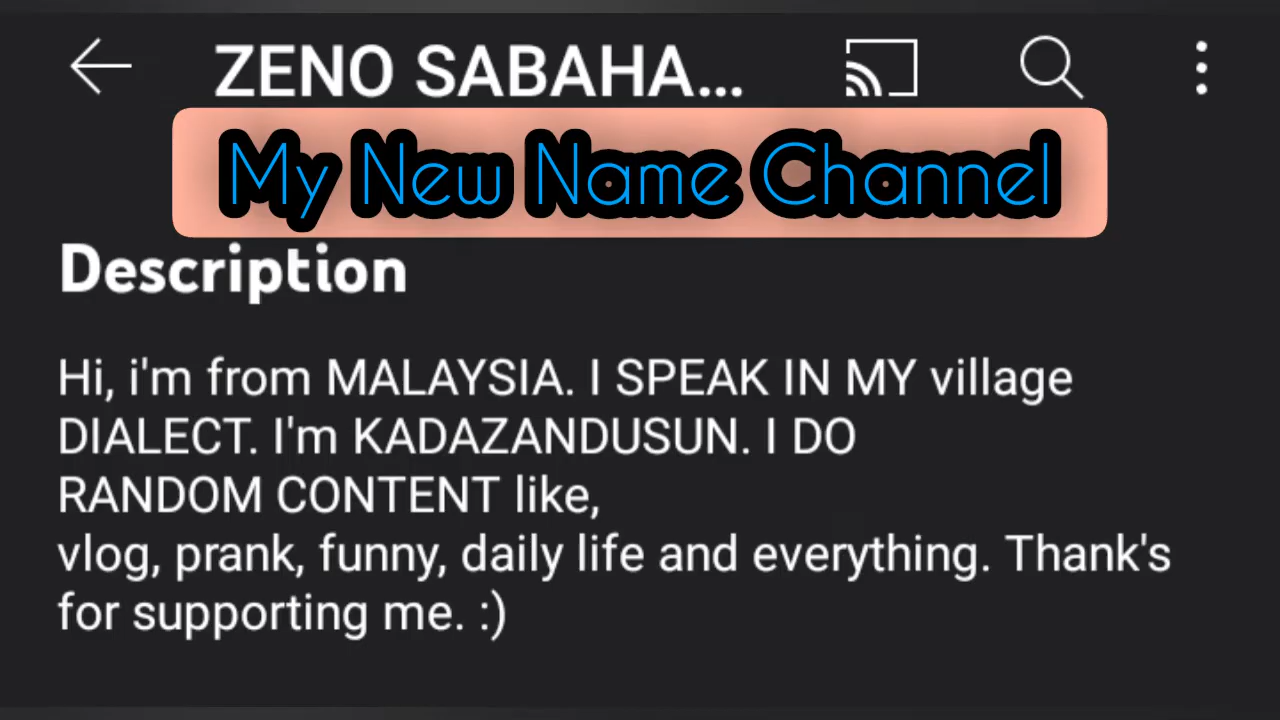 ZENO SABAHA...
My New Name Channel
Description
Hi, i'm from MALAYSIA. I SPEAK IN MY village
DIALECT. I'm KADAZANDUSUN. I DO
RANDOM CONTENT like,
vlog, prank, funny, daily life and everything. Thank's
for supporting me. :)